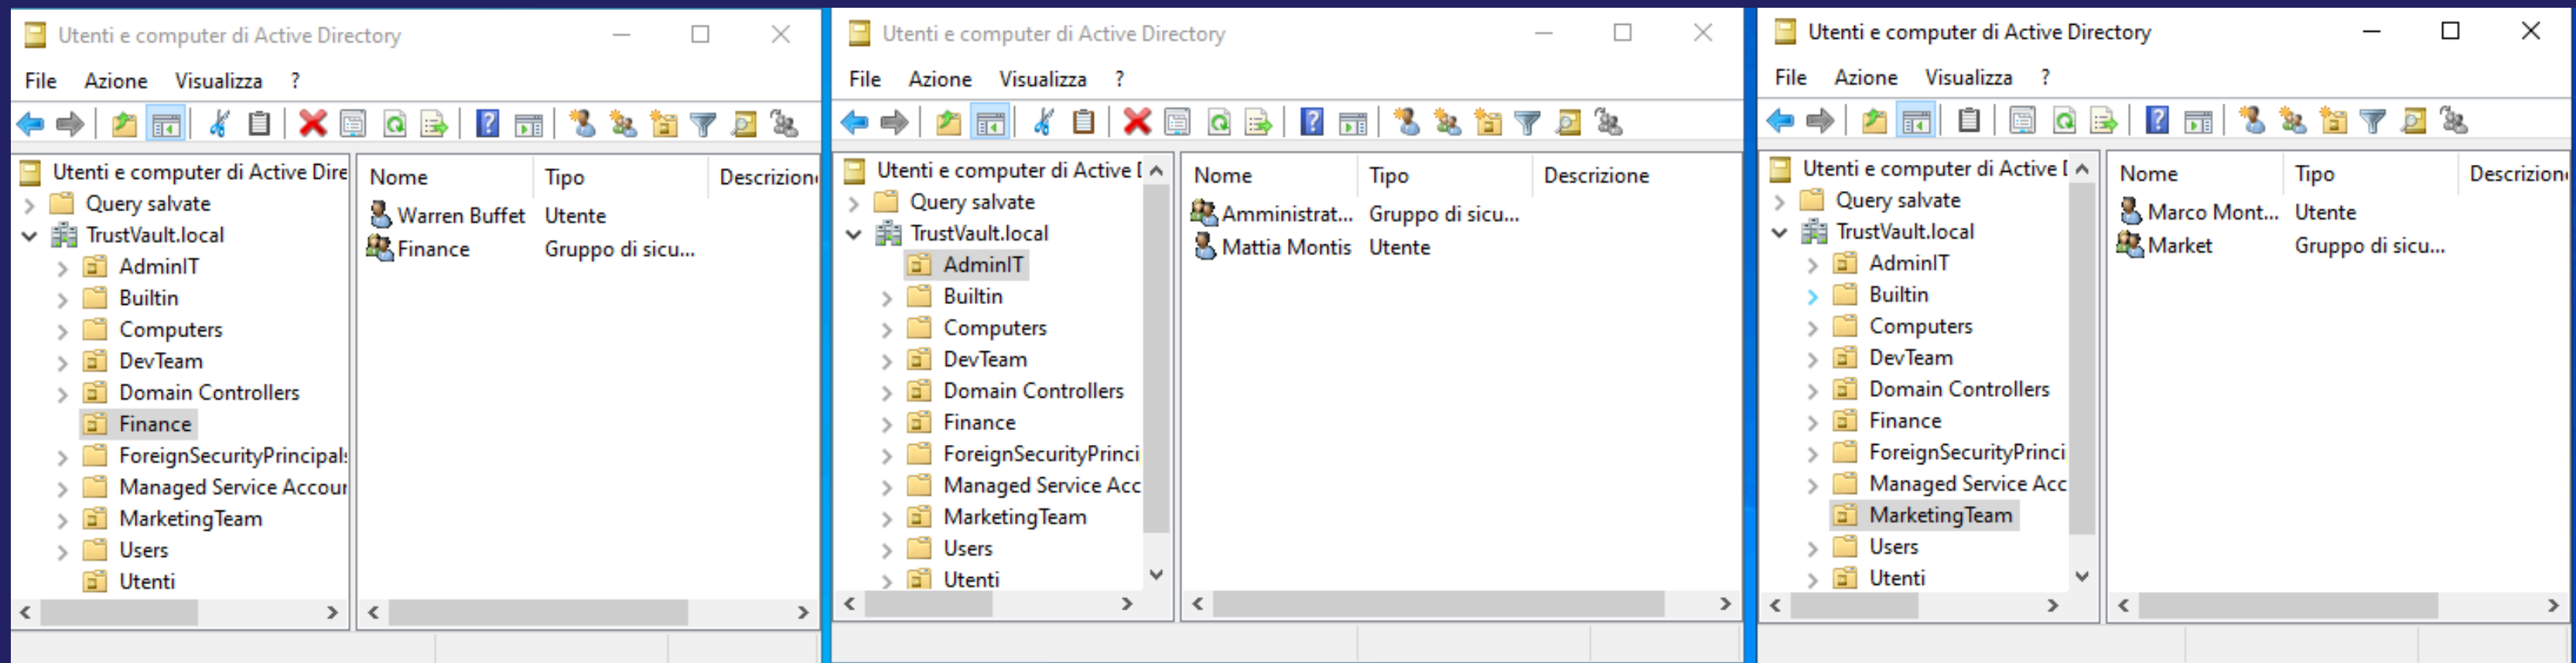 Utenti e computer di Active Directory
File Azione Visualizza ?
Utenti e computer di Active Dire
Query salvate
TrustVault.local
AdminIT
Builtin
Computers
DevTeam
Domain Controllers
Finance
ForeignSecurityPrincipals
Managed Service Accour
MarketingTeam
Users
Utenti
Nome Tipo Descrizion
Warren Buffet Utente
Finance Gruppo di sicu...
Utenti e computer di Active Directory
File Azione Visualizza ?
Utenti e computer di Active D
Query salvate
TrustVault.local
AdminIT
Builtin
Computers
DevTeam
Domain Controllers
Finance
ForeignSecurityPrinci
Managed Service Acc
MarketingTeam
Users
Utenti
Nome Tipo Descrizione
Amministrat... Gruppo di sicu...
Mattia Montis Utente
Utenti e computer di Active Directory
File Azione Visualizza ?
Utenti e computer di Active D
Query salvate
TrustVault.local
AdminIT
Builtin
Computers
DevTeam
Domain Controllers
Finance
ForeignSecurityPrinci
Managed Service Acc
MarketingTeam
Users
Utenti
Nome Tipo Descrizion
Marco Mont... Utente
Market Gruppo di sicu...